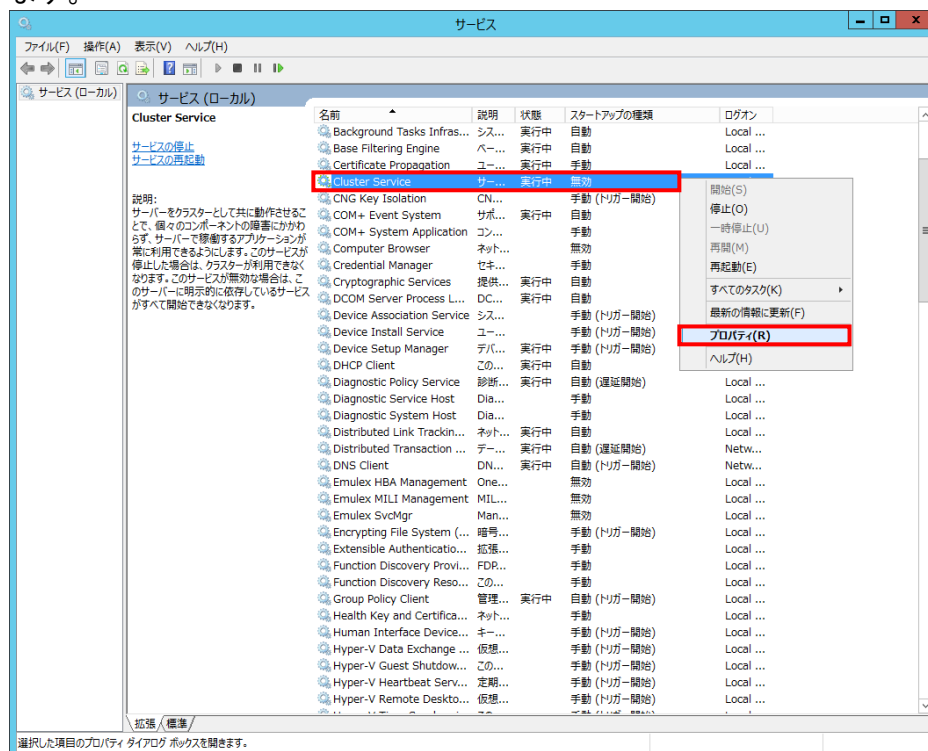 ます。
サービス
ファイル(F) 操作(A) 表示(V) ヘルプ(H)
サービス (ローカル)
サービス (ローカル)
Cluster Service
サービスの停止
サービスの再起動
説明:
サーバーをクラスターとして共に動作させるこ
とで、個々のコンポーネントの障害にかかわ
らず、サーバーで稼働するアプリケーションが
常に利用できるようにします。このサービスが
停止した場合は、クラスターが利用できなく
なります。このサービスが無効な場合は、こ
のサーバーに明示的に依存しているサービス
がすべて開始できなくなります。
名前 説明 状態 スタートアップの種類 ログオン
Background Tasks Infras... シス... 実行中 自動 Local ...
Base Filtering Engine ベー... 実行中 自動 Local ...
Certificate Propagation ユー... 実行中 手動 Local ...
Cluster Service サー... 実行中 無効
CNG Key Isolation CN... 手動 (トリガー開始)
COM+ Event System サポ... 実行中 自動
COM+ System Application コン... 手動
Computer Browser ネット... 無効
Credential Manager セキ... 手動
Cryptographic Services 提供... 実行中 自動
DCOM Server Process L... DC... 実行中 自動
Device Association Service シス... 手動 (トリガー開始)
Device Install Service ユー... 手動 (トリガー開始)
Device Setup Manager デバ... 実行中 手動 (トリガー開始)
DHCP Client この... 実行中 自動
Diagnostic Policy Service 診断... 実行中 自動 (遅延開始) Local ...
Diagnostic Service Host Dia... 手動 Local ...
Diagnostic System Host Dia... 手動 Local ...
Distributed Link Trackin... ネット... 実行中 自動 Local ...
Distributed Transaction ... デー... 実行中 自動 (遅延開始) Netw...
DNS Client DN... 実行中 自動 (トリガー開始) Netw...
Emulex HBA Management One... 無効 Local ...
Emulex MILI Management MIL... 無効 Local ...
Emulex SvcMgr Man... 無効 Local ...
Encrypting File System (... 暗号... 手動 (トリガー開始) Local ...
Extensible Authenticatio... 拡張... 手動 Local ...
Function Discovery Provi... FDP... 手動 Local ...
Function Discovery Reso... この... 手動 Local ...
Group Policy Client 管理... 実行中 自動 (トリガー開始) Local ...
Health Key and Certifica... ネット... 手動 Local ...
Human Interface Device... キー... 手動 (トリガー開始) Local ...
Hyper-V Data Exchange ... 仮想... 手動 (トリガー開始) Local ...
Hyper-V Guest Shutdow... この... 手動 (トリガー開始) Local ...
Hyper-V Heartbeat Serv... 定期... 手動 (トリガー開始) Local ...
Hyper-V Remote Deskto... 仮想... 手動 (トリガー開始) Local ...
開始(S)
停止(O)
一時停止(U)
再開(M)
再起動(E)
すべてのタスク(K)
最新の情報に更新(F)
プロパティ(R)
ヘルプ(H)
拡張 標準
選択した項目のプロパティ ダイアログ ボックスを開きます。